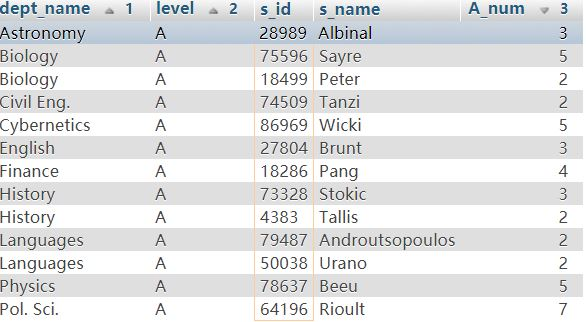 dept_name 1 level 2 s_id s_name A_num 3
Astronomy A 28989 Albinal 3
Biology A 75596 Sayre 5
Biology A 18499 Peter 2
Civil Eng. A 74509 Tanzi 2
Cybernetics A 86969 Wicki 5
English A 27804 Brunt 3
Finance A 18286 Pang 4
History A 73328 Stokic 3
History A 4383 Tallis 2
Languages A 79487 Androutsopoulos 2
Languages A 50038 Urano 2
Physics A 78637 Beeu 5
Pol. Sci. A 64196 Rioult 7